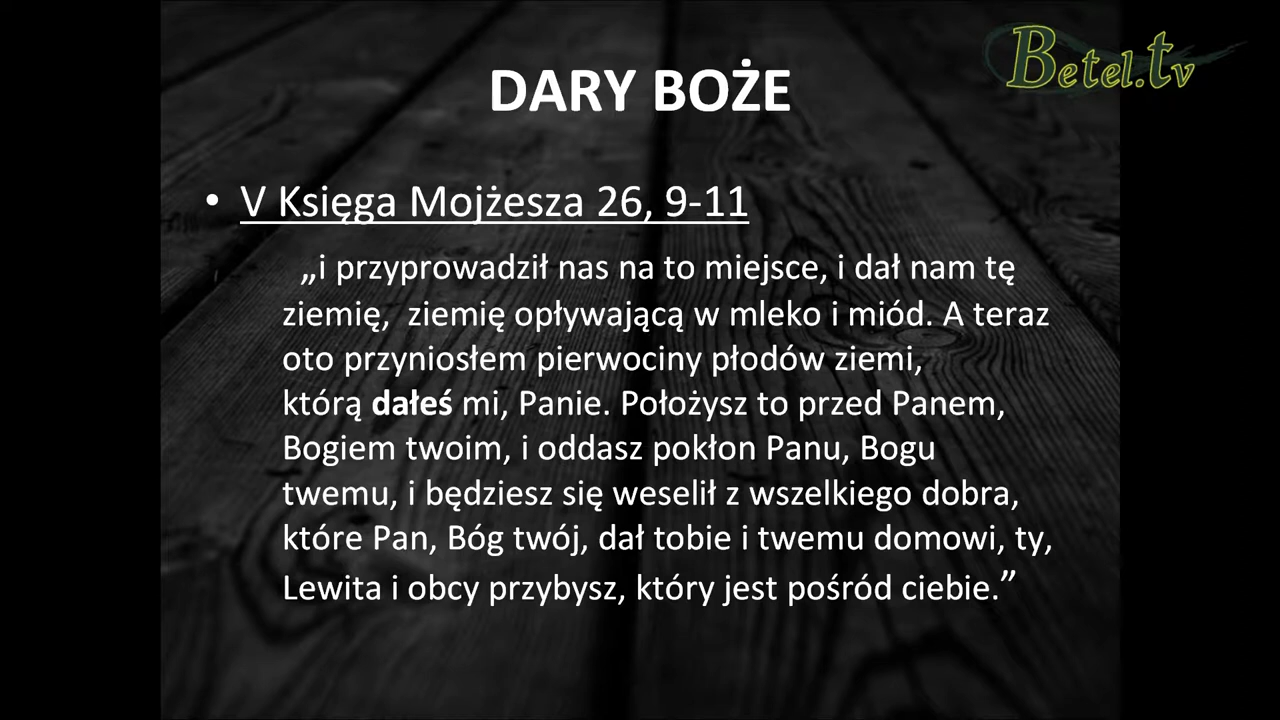 Betel.tv
DARY BOŻE
• V Księga Mojżesza 26, 9-11
„i przyprowadził nas na to miejsce, i dał nam tę
ziemię,  ziemię opływającą w mleko i miód. A teraz
oto przyniosłem pierwociny płodów ziemi,
którą dałeś mi, Panie. Położysz to przed Panem,
Bogiem twoim, i oddasz pokłon Panu, Bogu
twemu, i będziesz się weselił z wszelkiego dobra,
które Pan, Bóg twój, dał tobie i twemu domowi, ty,
Lewita i obcy przybysz, który jest pośród ciebie.”